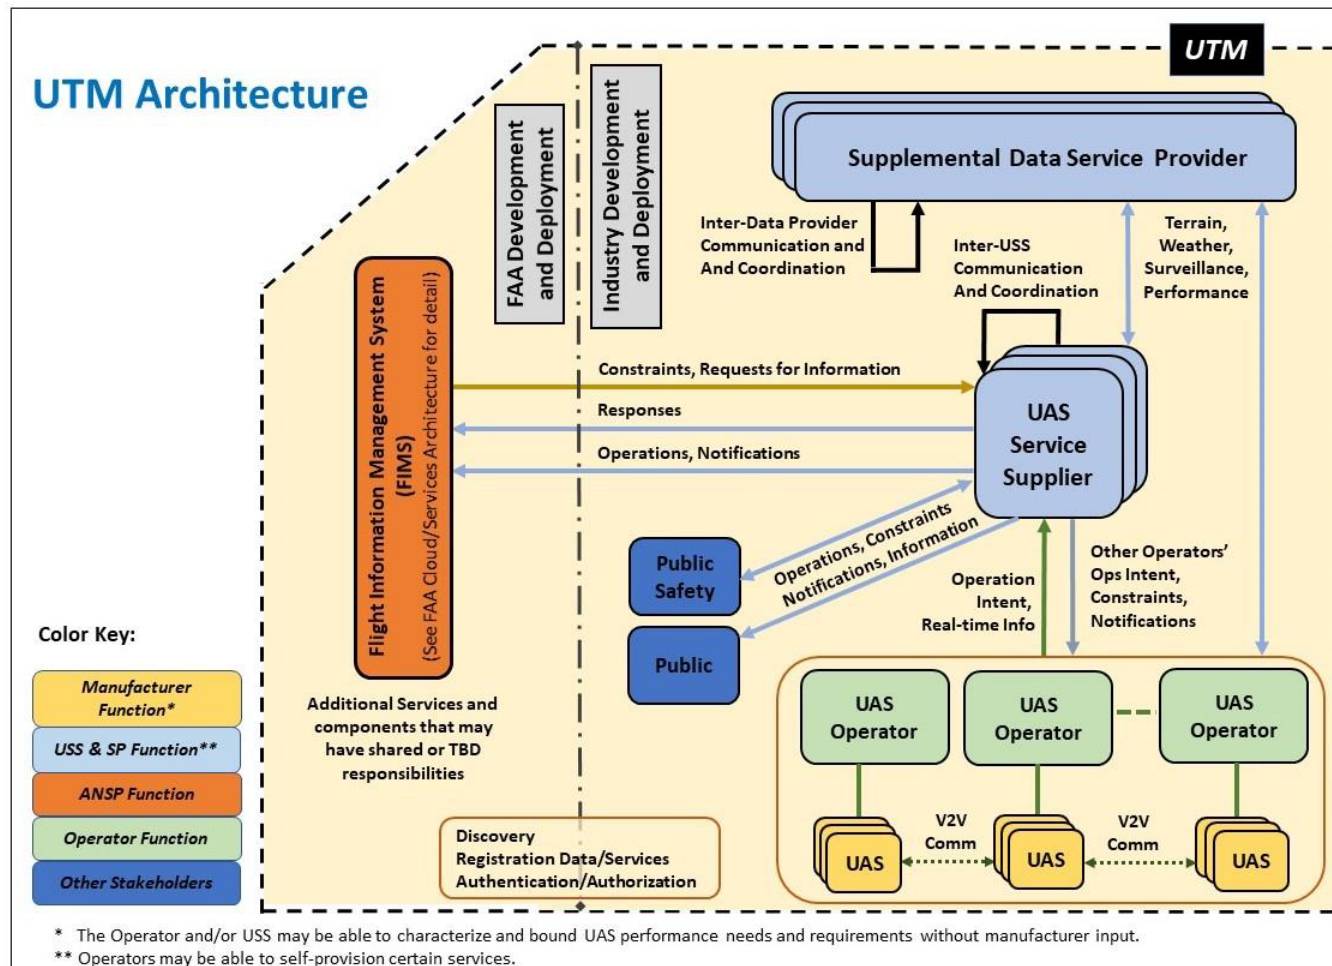 UTM
UTM Architecture
FAA Development
and Deployment
Industry Development
and Deployment
Supplemental Data Service Provider
Inter-Data Provider
Communication and
And Coordination
Inter-USS
Communication
And Coordination
Terrain,
Weather,
Surveillance,
Performance
Flight Information Management System
(FIMS)
(See FAA Cloud/Services Architecture for detail)
Constraints, Requests for Information
Responses
Operations, Notifications
UAS
Service
Supplier
Operations, Constraints
Notifications, Information
Public
Safety
Public
Operation
Intent,
Real-time Info
Other Operators’
Ops Intent,
Constraints,
Notifications
Additional Services and
components that may
have shared or TBD
responsibilities
UAS
Operator
UAS
Operator
UAS
Operator
V2V
Comm
V2V
Comm
UAS
UAS
UAS
Discovery
Registration Data/Services
Authentication/Authorization
Color Key:
Manufacturer
Function*
USS & SP Function**
ANSP Function
Operator Function
Other Stakeholders
* The Operator and/or USS may be able to characterize and bound UAS performance needs and requirements without manufacturer input.
** Operators may be able to self-provision certain services.